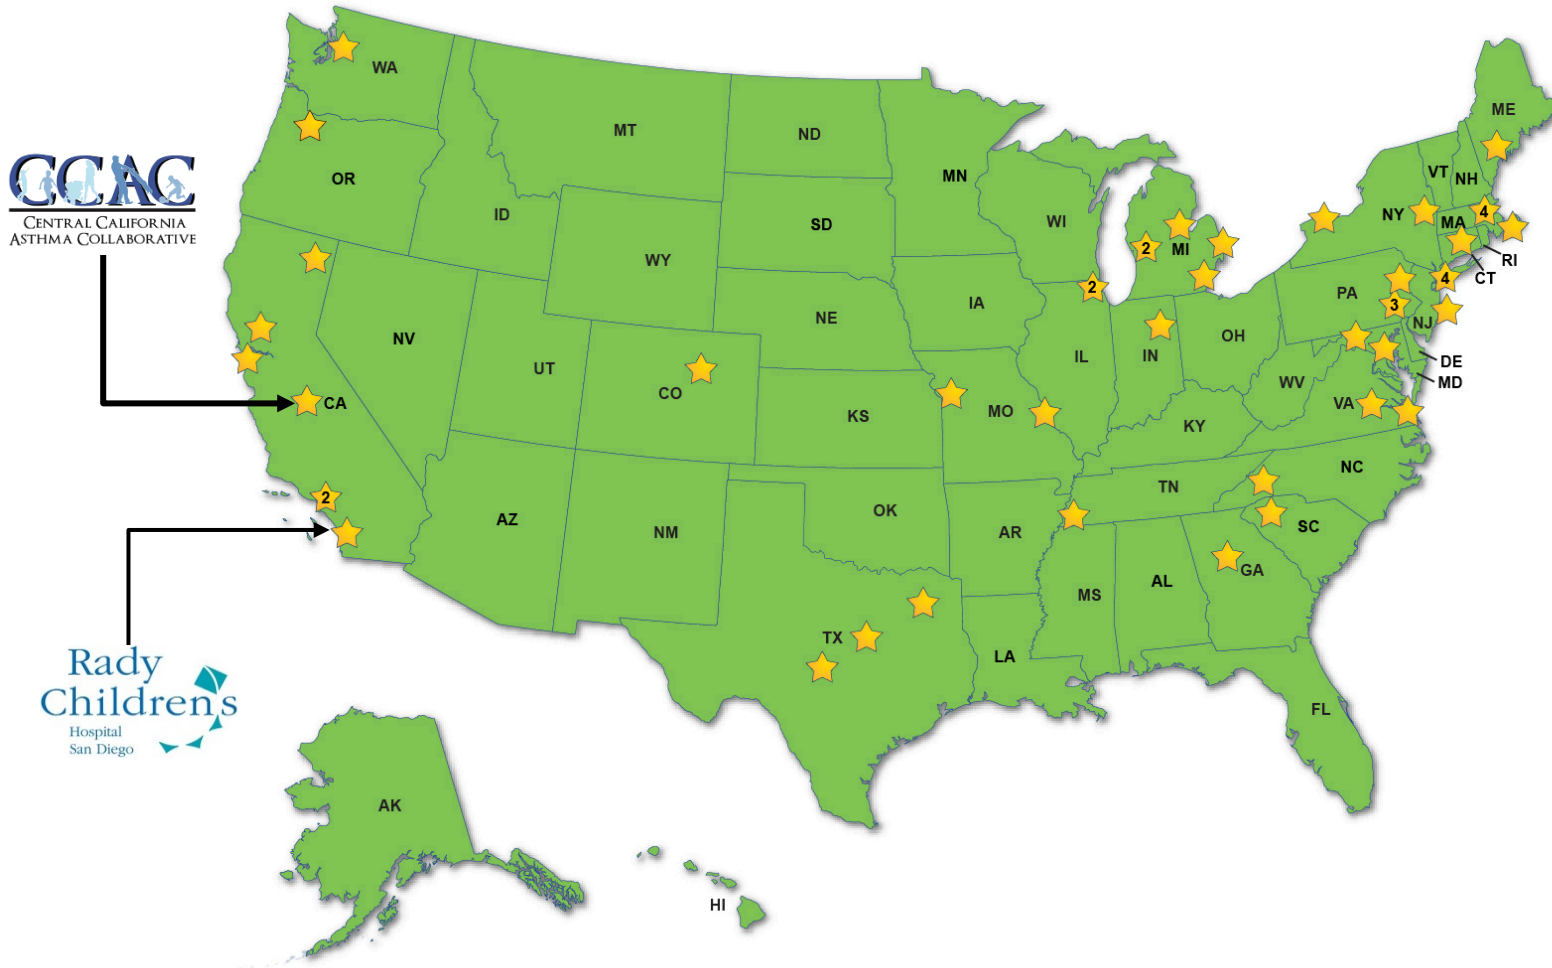 WA
MT
ND
ME
OR
ID
MN
VT
NH
CCAC
CENTRAL CALIFORNIA
ASTHMA COLLABORATIVE
SD
WI
NY
MA
4
2
MI
RI
CT
WY
2
4
IA
PA
3
NE
NJ
NV
UT
CO
IL
IN
OH
DE
MD
WV
VA
CA
KS
MO
KY
2
NC
TN
AZ
NM
OK
AR
SC
GA
MS
AL
TX
LA
Rady
Children's
Hospital
San Diego
FL
AK
HI